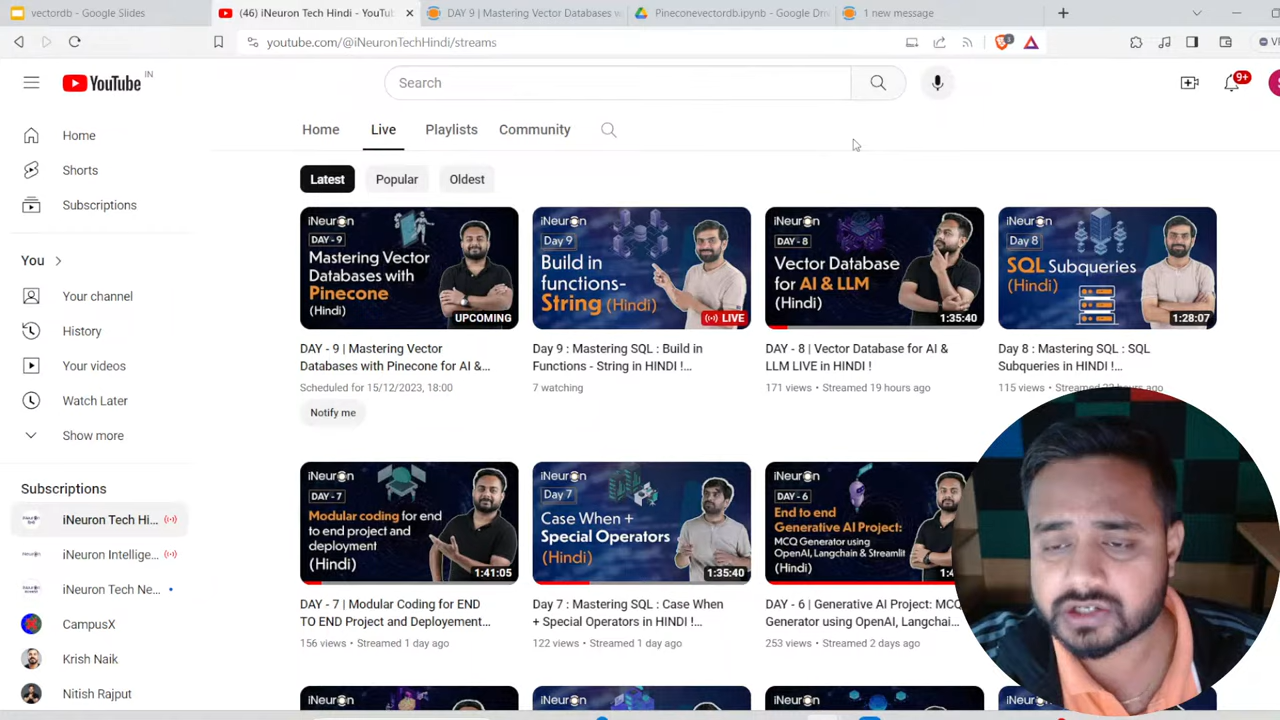 vectordb - Google Slides
(46) iNeuron Tech Hindi - YouTub
DAY 9 | Mastering Vector Databases w
Pineconevectordb.ipynb - Google Driv
1 new message
youtube.com/@iNeuronTechHindi/streams
YouTube IN
Search
9+
Home
Live
Playlists
Community
Home
Shorts
Subscriptions
You
Your channel
History
Your videos
Watch Later
Show more
Subscriptions
iNeuron Tech Hi...
iNeuron Intellige...
iNeuron Tech Ne...
CampusX
Krish Naik
Nitish Rajput
Latest
Popular
Oldest
iNeuron
DAY - 9
Mastering Vector
Databases with
Pinecone
(Hindi)
UPCOMING
DAY - 9 | Mastering Vector
Databases with Pinecone for AI &...
Scheduled for 15/12/2023, 18:00
Notify me
iNeuron
Day 9
Build in
functions-
String (Hindi)
LIVE
Day 9 : Mastering SQL : Build in
Functions - String in HINDI !...
7 watching
iNeuron
DAY - 8
Vector Database
for AI & LLM
(Hindi)
1:35:40
DAY - 8 | Vector Database for AI &
LLM LIVE in HINDI !
171 views • Streamed 19 hours ago
iNeuron
Day 8
SQL Subqueries
(Hindi)
1:28:07
Day 8 : Mastering SQL : SQL
Subqueries in HINDI !...
115 views • Streamed 22 hours ago
iNeuron
DAY - 7
Modular coding for end
to end project and
deployment
(Hindi)
1:41:05
DAY - 7 | Modular Coding for END
TO END Project and Deployement...
156 views • Streamed 1 day ago
iNeuron
Day 7
Case When +
Special Operators
(Hindi)
1:35:40
Day 7 : Mastering SQL : Case When
+ Special Operators in HINDI !...
122 views • Streamed 1 day ago
iNeuron
DAY - 6
End to end
Generative AI Project:
MCQ Generator using
OpenAI, Langchain & Streamlit
(Hindi)
DAY - 6 | Generative AI Project: MCQ
Generator using OpenAI, Langchai...
253 views • Streamed 2 days ago